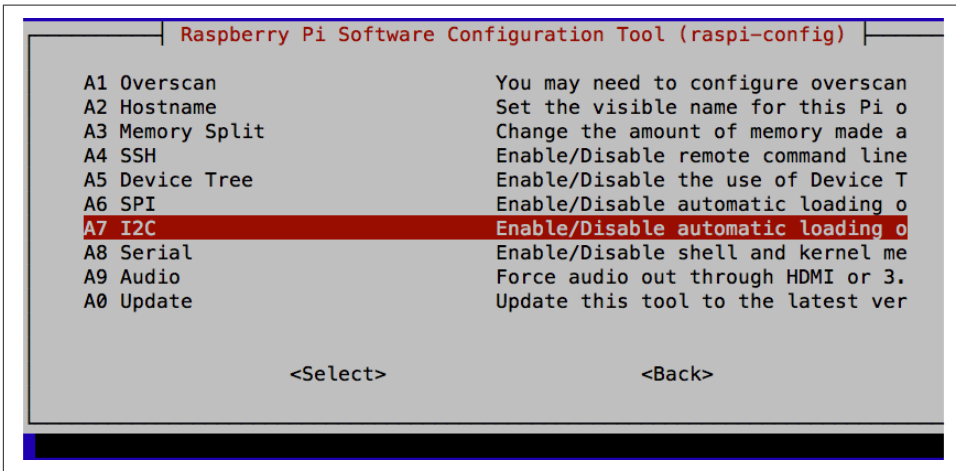 Raspberry Pi Software Configuration Tool (raspi-config)
A1 Overscan You may need to configure overscan
A2 Hostname Set the visible name for this Pi o
A3 Memory Split Change the amount of memory made a
A4 SSH Enable/Disable remote command line
A5 Device Tree Enable/Disable the use of Device T
A6 SPI Enable/Disable automatic loading o
A7 I2C Enable/Disable automatic loading o
A8 Serial Enable/Disable shell and kernel me
A9 Audio Force audio out through HDMI or 3.
A0 Update Update this tool to the latest ver
<Select> <Back>